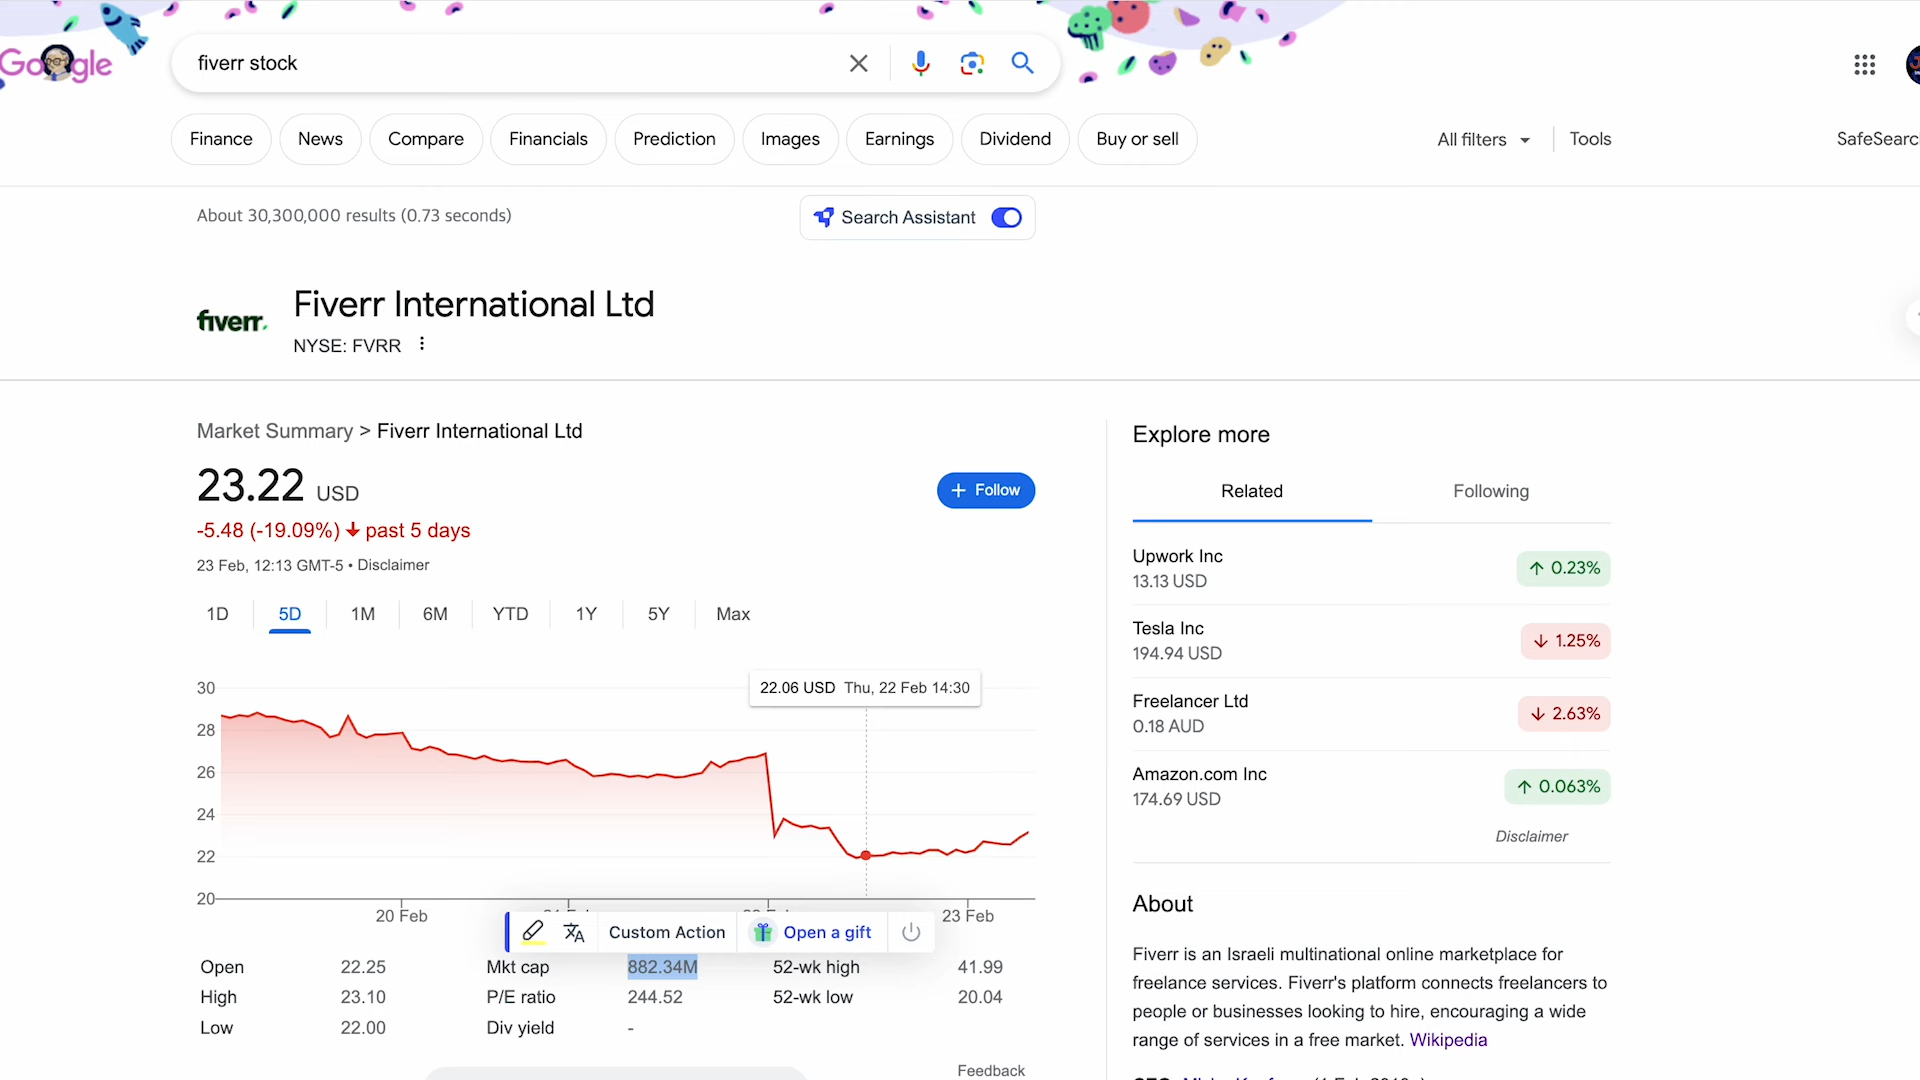 Google
fiverr stock
Finance
News
Compare
Financials
Prediction
Images
Earnings
Dividend
Buy or sell
All filters
Tools
About 30,300,000 results (0.73 seconds)
Search Assistant
fiverr.
Fiverr International Ltd
NYSE: FVRR
Market Summary > Fiverr International Ltd
23.22 USD
+ Follow
-5.48 (-19.09%) past 5 days
23 Feb, 12:13 GMT-5 • Disclaimer
1D
5D
1M
6M
YTD
1Y
5Y
Max
22.06 USD Thu, 22 Feb 14:30
30
28
26
24
22
20
20 Feb
23 Feb
Custom Action
Open a gift
Open 22.25
High 23.10
Low 22.00
Mkt cap 882.34M
P/E ratio 244.52
Div yield -
52-wk high 41.99
52-wk low 20.04
Feedback
Explore more
Related
Following
Upwork Inc
13.13 USD
0.23%
Tesla Inc
194.94 USD
1.25%
Freelancer Ltd
0.18 AUD
2.63%
Amazon.com Inc
174.69 USD
0.063%
Disclaimer
About
Fiverr is an Israeli multinational online marketplace for
freelance services. Fiverr's platform connects freelancers to
people or businesses looking to hire, encouraging a wide
range of services in a free market. Wikipedia